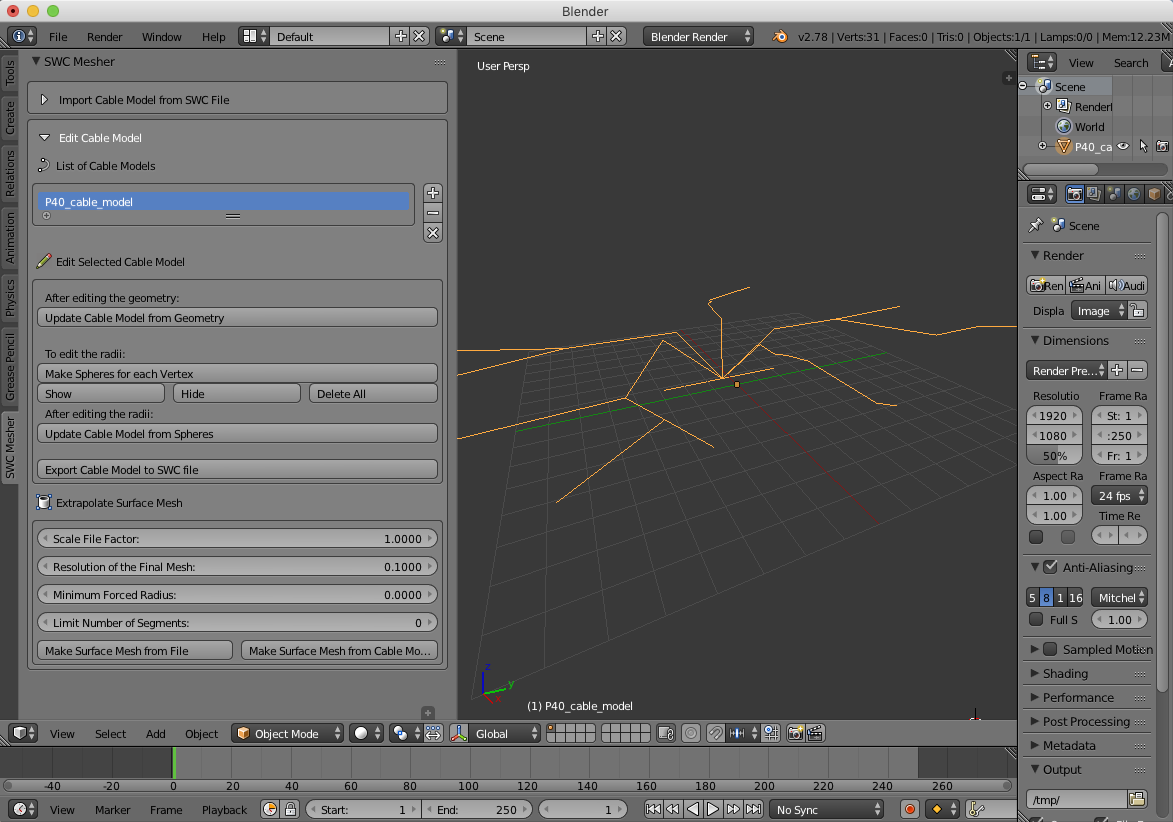 Blender
File Render Window Help Default Scene Blender Render v2.78 | Verts:31 | Faces:0 | Tris:0 | Objects:1/1 | Lamps:0/0 | Mem:12.23M
Tools
Create
Relations
Animation
Physics
Grease Pencil
SWC Mesher
SWC Mesher
Import Cable Model from SWC File
Edit Cable Model
List of Cable Models
P40_cable_model
Edit Selected Cable Model
After editing the geometry:
Update Cable Model from Geometry
To edit the radii:
Make Spheres for each Vertex
Show Hide Delete All
After editing the radii:
Update Cable Model from Spheres
Export Cable Model to SWC file
Extrapolate Surface Mesh
Scale File Factor: 1.0000
Resolution of the Final Mesh: 0.1000
Minimum Forced Radius: 0.0000
Limit Number of Segments: 0
Make Surface Mesh from File Make Surface Mesh from Cable Mo...
User Persp
z
y
(1) P40_cable_model
View Search
Scene
Render
World
P40_ca
Scene
Render
Ren Ani Audi
Displa Image
Dimensions
Render Pre...
Resolutio Frame Ra
1920 St: 1
1080 :250
50% Fr: 1
Aspect Ra Frame Ra
1.00 24 fps
1.00 Time Re
Anti-Aliasing
5 8 1 16 Mitchel
Full S 1.00
Sampled Motion
Shading
Performance
Post Processing
Metadata
Output
/tmp/
View Select Add Object Object Mode Global
-40 -20 0 20 40 60 80 100 120 140 160 180 200 220 240 260
View Marker Frame Playback Start: 1 End: 250 1 No Sync